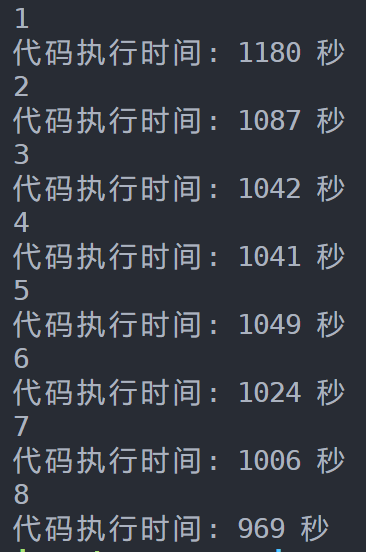 1
代码执行时间: 1180 秒
2
代码执行时间: 1087 秒
3
代码执行时间: 1042 秒
4
代码执行时间: 1041 秒
5
代码执行时间: 1049 秒
6
代码执行时间: 1024 秒
7
代码执行时间: 1006 秒
8
代码执行时间: 969 秒